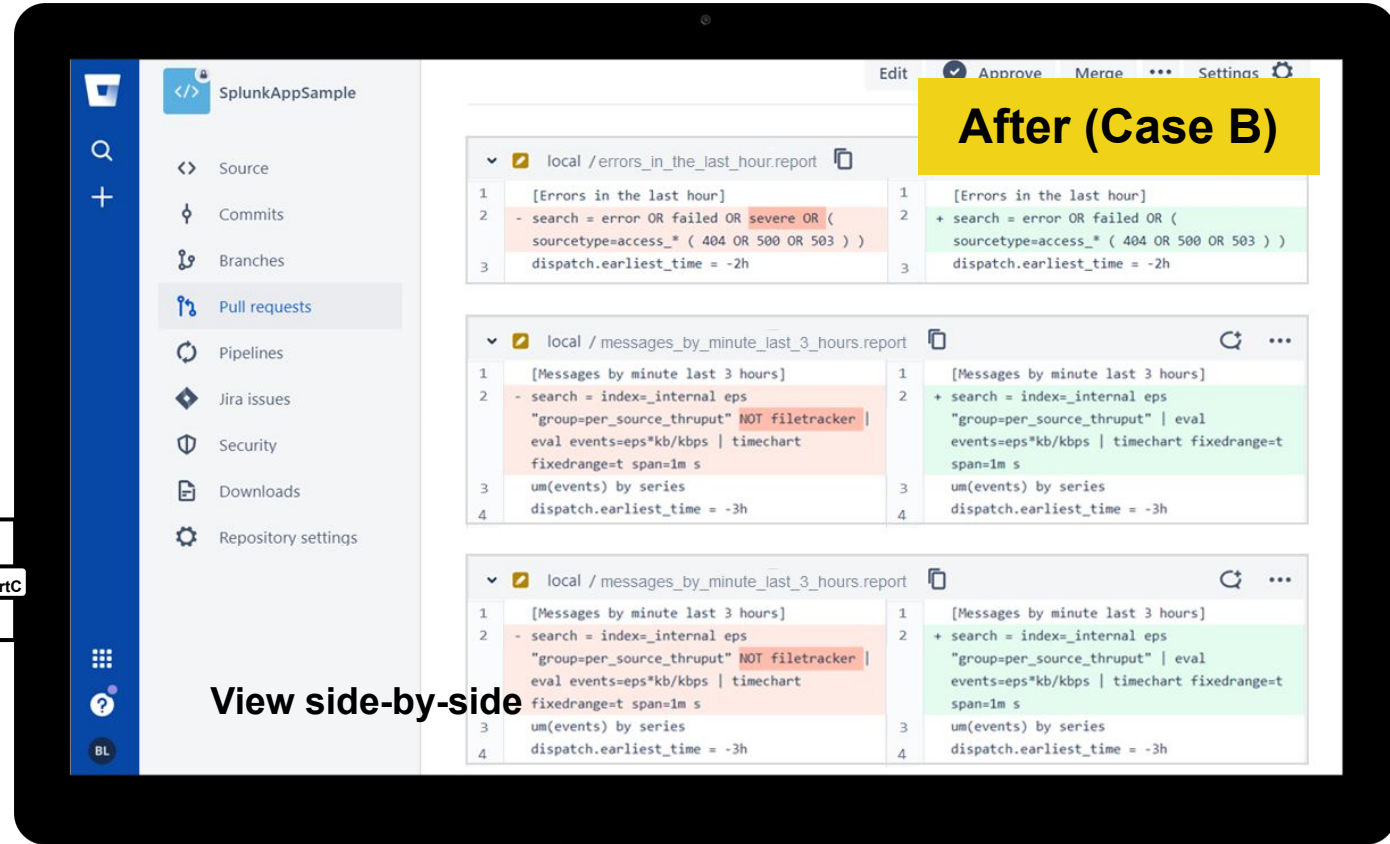 Edit Approve Merge ••• Settings
After (Case B)
</> SplunkAppSample
Source
Commits
Branches
Pull requests
Pipelines
Jira issues
Security
Downloads
Repository settings
BL
rtC
View side-by-side
local / errors_in_the_last_hour.report
1 [Errors in the last hour]
2 - search = error OR failed OR severe OR (
sourcetype=access_* ( 404 OR 500 OR 503 ) )
3 dispatch.earliest_time = -2h
1 [Errors in the last hour]
2 + search = error OR failed OR (
sourcetype=access_* ( 404 OR 500 OR 503 ) )
3 dispatch.earliest_time = -2h
local / messages_by_minute_last_3_hours.report
1 [Messages by minute last 3 hours]
2 - search = index=_internal eps
"group=per_source_thruput" NOT filetracker |
eval events=eps*kb/kbps | timechart
fixedrange=t span=1m s
3 um(events) by series
4 dispatch.earliest_time = -3h
1 [Messages by minute last 3 hours]
2 + search = index=_internal eps
"group=per_source_thruput" | eval
events=eps*kb/kbps | timechart fixedrange=t
span=1m s
3 um(events) by series
4 dispatch.earliest_time = -3h
local / messages_by_minute_last_3_hours.report
1 [Messages by minute last 3 hours]
2 - search = index=_internal eps
"group=per_source_thruput" NOT filetracker |
eval events=eps*kb/kbps | timechart
fixedrange=t span=1m s
3 um(events) by series
4 dispatch.earliest_time = -3h
1 [Messages by minute last 3 hours]
2 + search = index=_internal eps
"group=per_source_thruput" | eval
events=eps*kb/kbps | timechart fixedrange=t
span=1m s
3 um(events) by series
4 dispatch.earliest_time = -3h